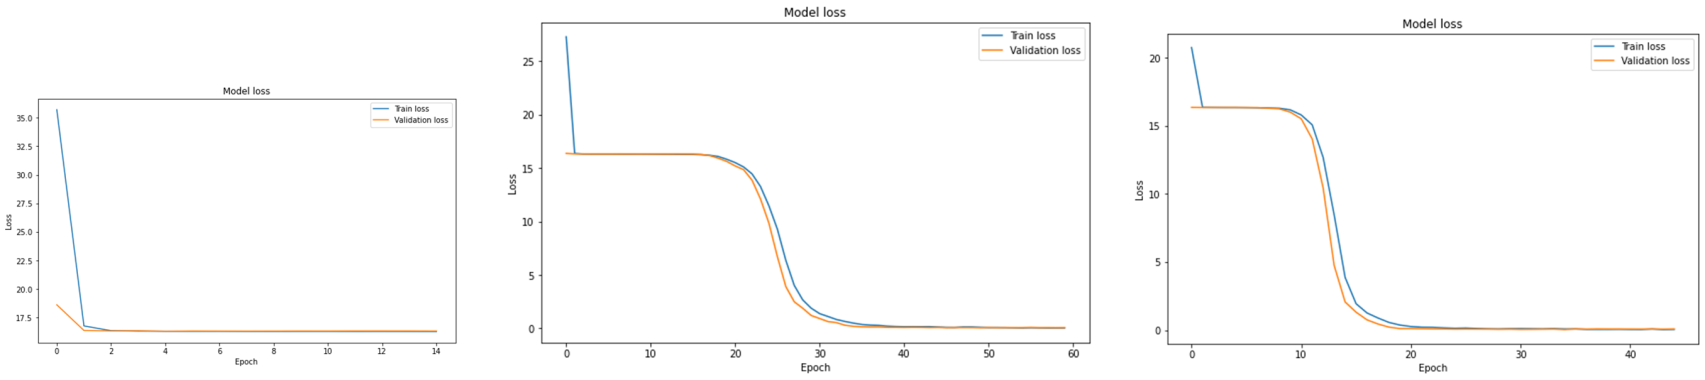 Model loss
Train loss
Validation loss
35.0
32.5
30.0
27.5
25.0
22.5
20.0
17.5
Loss
0 2 4 6 8 10 12 14
Epoch
Model loss
Train loss
Validation loss
25
20
15
10
5
0
Loss
0 10 20 30 40 50 60
Epoch
Model loss
Train loss
Validation loss
20
15
10
5
0
Loss
0 10 20 30 40
Epoch